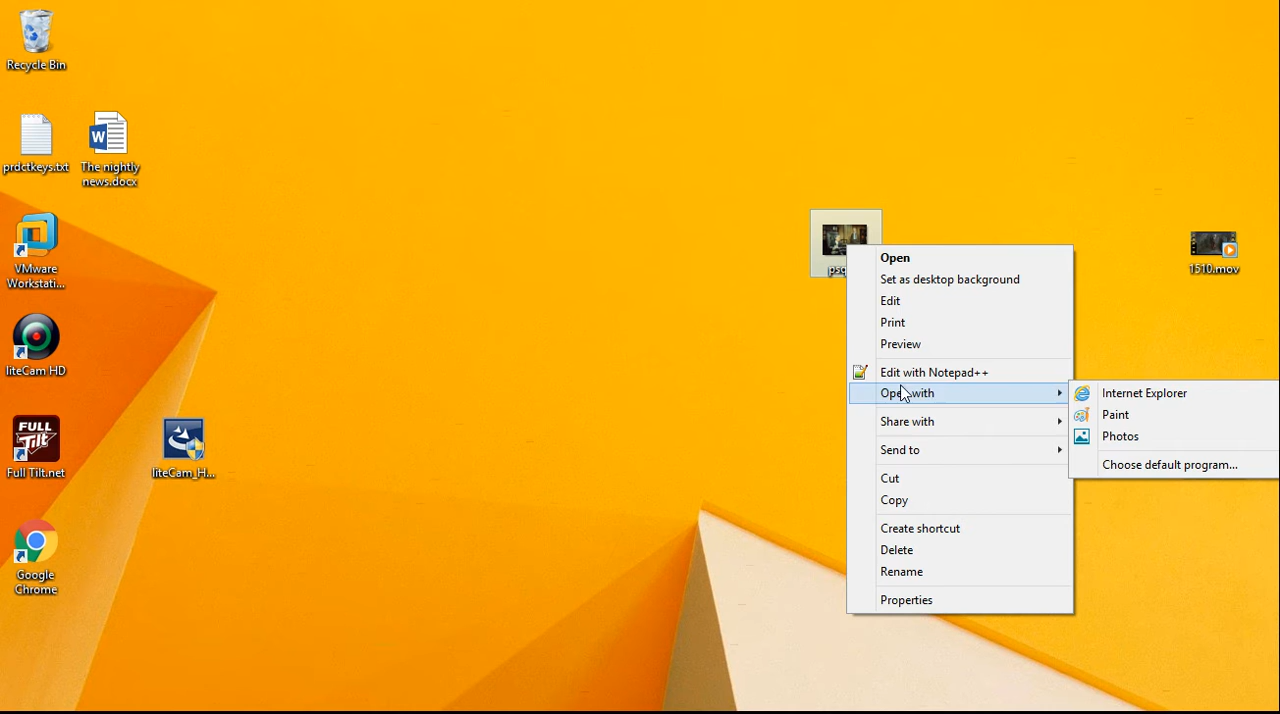 Recycle Bin
prdctkeys.txt
The nightly
news.docx
VMware
Workstati...
liteCam HD
FULL
Tilt
Full Tilt.net
liteCam_H...
Google
Chrome
1510.mov
Open
Set as desktop background
Edit
Print
Preview
Edit with Notepad++
Open with
Share with
Send to
Cut
Copy
Create shortcut
Delete
Rename
Properties
Internet Explorer
Paint
Photos
Choose default program...